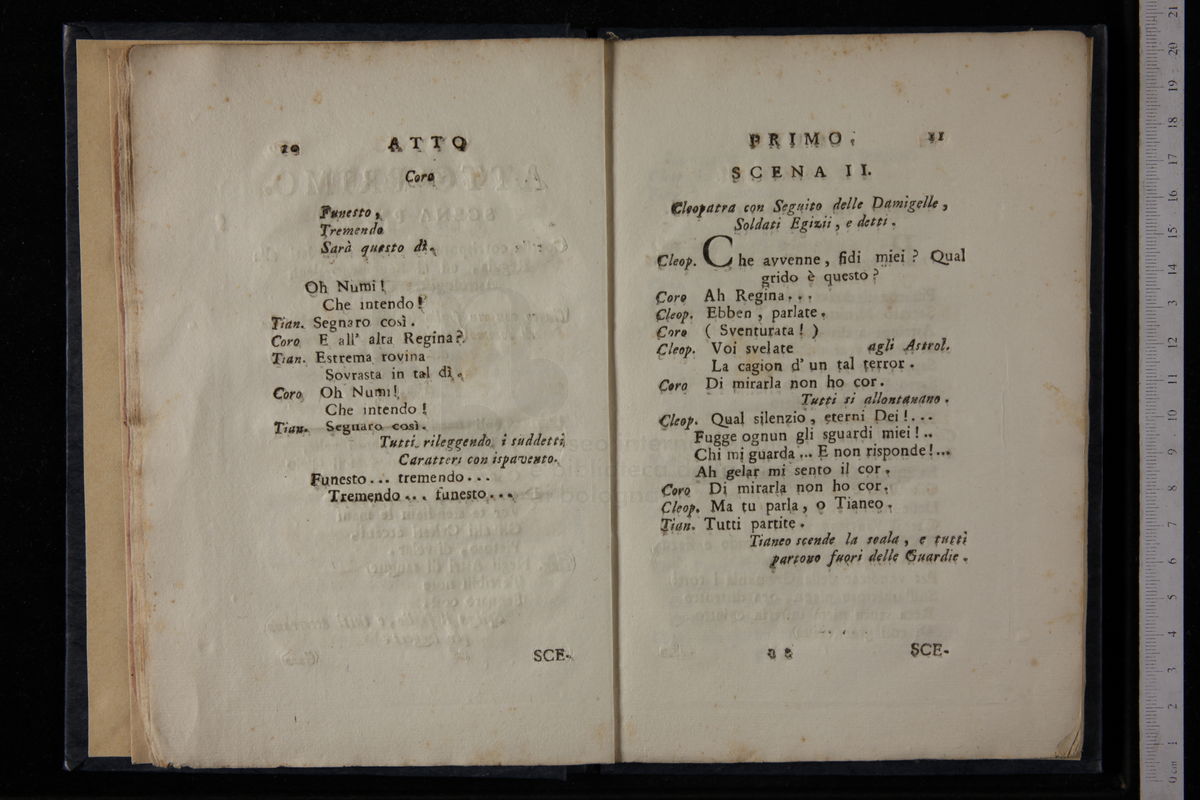 10 ATTO
Coro
Funesto,
Tremendo
Sarà questo dì.
Oh Numi!
Che intendo!
Tian. Segnaro così.
Coro E all' alta Regina?
Tian. Estrema rovina
Sovrasta in tal dì.
Coro Oh Numi!
Che intendo!
Tian. Segnaro così.
Tutti rileggendo i suddetti
Caratteri con ispavento.
Funesto... tremendo...
Tremendo... funesto...
SCE-
PRIMO. 11
SCENA II.
Cleopatra con Seguito delle Damigelle,
Soldati Egizii, e detti.
Cleop. Che avvenne, fidi miei? Qual
grido è questo?
Coro Ah Regina...
Cleop. Ebben, parlate.
Coro (Sventurata!)
Cleop. Voi svelate agli Astrol.
La cagion d' un tal terror.
Coro Di mirarla non ho cor.
Tutti si allontanano.
Cleop. Qual silenzio, eterni Dei!...
Fugge ognun gli sguardi miei!..
Chi mi guarda... E non risponde!...
Ah gelar mi sento il cor.
Coro Di mirarla non ho cor.
Cleop. Ma tu parla, o Tianeo.
Tian. Tutti partite.
Tianeo scende la scala, e tutti
partono fuori delle Guardie.
SCE-